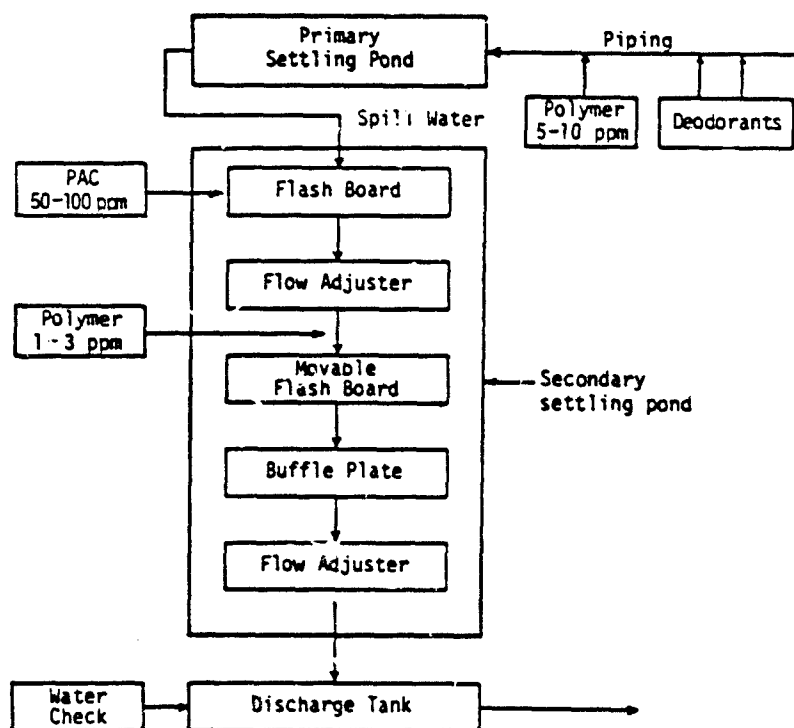 Primary
Settling Pond
Piping
Polymer
5-10 ppm
Deodorants
Spill Water
PAC
50-100 ppm
Flash Board
Flow Adjuster
Polymer
1-3 ppm
Movable
Flash Board
Secondary
settling pond
Buffle Plate
Flow Adjuster
Water
Check
Discharge Tank